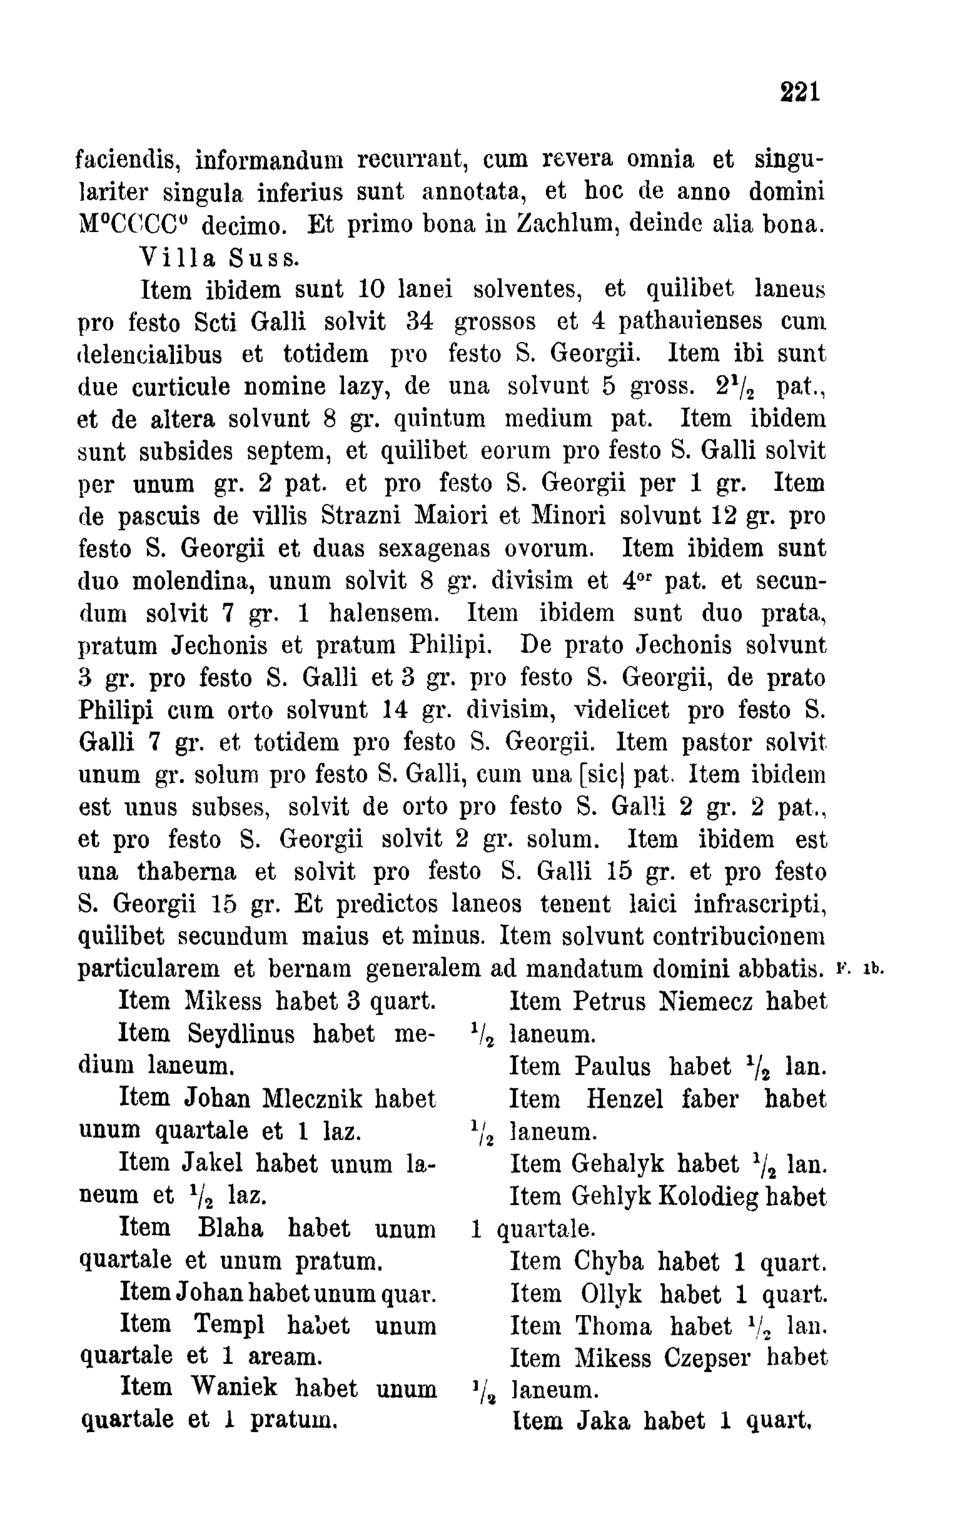 221
faciendis, informandum recurrant, cum revera omnia et singu-
lariter singula inferius sunt annotata, et hoc de anno domini
MᵒCCCCᵒ decimo. Et primo bona in Zachlum, deinde alia bona.
Villa Suss.
Item ibidem sunt 10 lanei solventes, et quilibet laneus
pro festo Scti Galli solvit 34 grossos et 4 pathauienses cum
delencialibus et totidem pro festo S. Georgii. Item ibi sunt
due curticule nomine lazy, de una solvunt 5 gross. 2¹/₂ pat.,
et de altera solvunt 8 gr. quintum medium pat. Item ibidem
sunt subsides septem, et quilibet eorum pro festo S. Galli solvit
per unum gr. 2 pat. et pro festo S. Georgii per 1 gr. Item
de pascuis de villis Strazni Maiori et Minori solvunt 12 gr. pro
festo S. Georgii et duas sexagenas ovorum. Item ibidem sunt
duo molendina, unum solvit 8 gr. divisim et 4ᵒʳ pat. et secun-
dum solvit 7 gr. 1 halensem. Item ibidem sunt duo prata,
pratum Jechonis et pratum Philipi. De prato Jechonis solvunt
3 gr. pro festo S. Galli et 3 gr. pro festo S. Georgii, de prato
Philipi cum orto solvunt 14 gr. divisim, videlicet pro festo S.
Galli 7 gr. et totidem pro festo S. Georgii. Item pastor solvit
unum gr. solum pro festo S. Galli, cum una [sic] pat. Item ibidem
est unus subses, solvit de orto pro festo S. Galli 2 gr. 2 pat.,
et pro festo S. Georgii solvit 2 gr. solum. Item ibidem est
una thaberna et solvit pro festo S. Galli 15 gr. et pro festo
S. Georgii 15 gr. Et predictos laneos tenent laici infrascripti,
quilibet secundum maius et minus. Item solvunt contribucionem
particularem et bernam generalem ad mandatum domini abbatis. F. 1b.
Item Mikess habet 3 quart.
Item Seydlinus habet me-
dium laneum.
Item Johan Mlecznik habet
unum quartale et 1 laz.
Item Jakel habet unum la-
neum et ¹/₂ laz.
Item Blaha habet unum
quartale et unum pratum.
Item Johan habet unum quar.
Item Templ habet unum
quartale et 1 aream.
Item Waniek habet unum
quartale et 1 pratum.
Item Petrus Niemecz habet
¹/₂ laneum.
Item Paulus habet ¹/₂ lan.
Item Henzel faber habet
¹/₂ laneum.
Item Gehalyk habet ¹/₂ lan.
Item Gehlyk Kolodieg habet
1 quartale.
Item Chyba habet 1 quart.
Item Ollyk habet 1 quart.
Item Thoma habet ¹/₂ lan.
Item Mikess Czepser habet
¹/₂ laneum.
Item Jaka habet 1 quart.